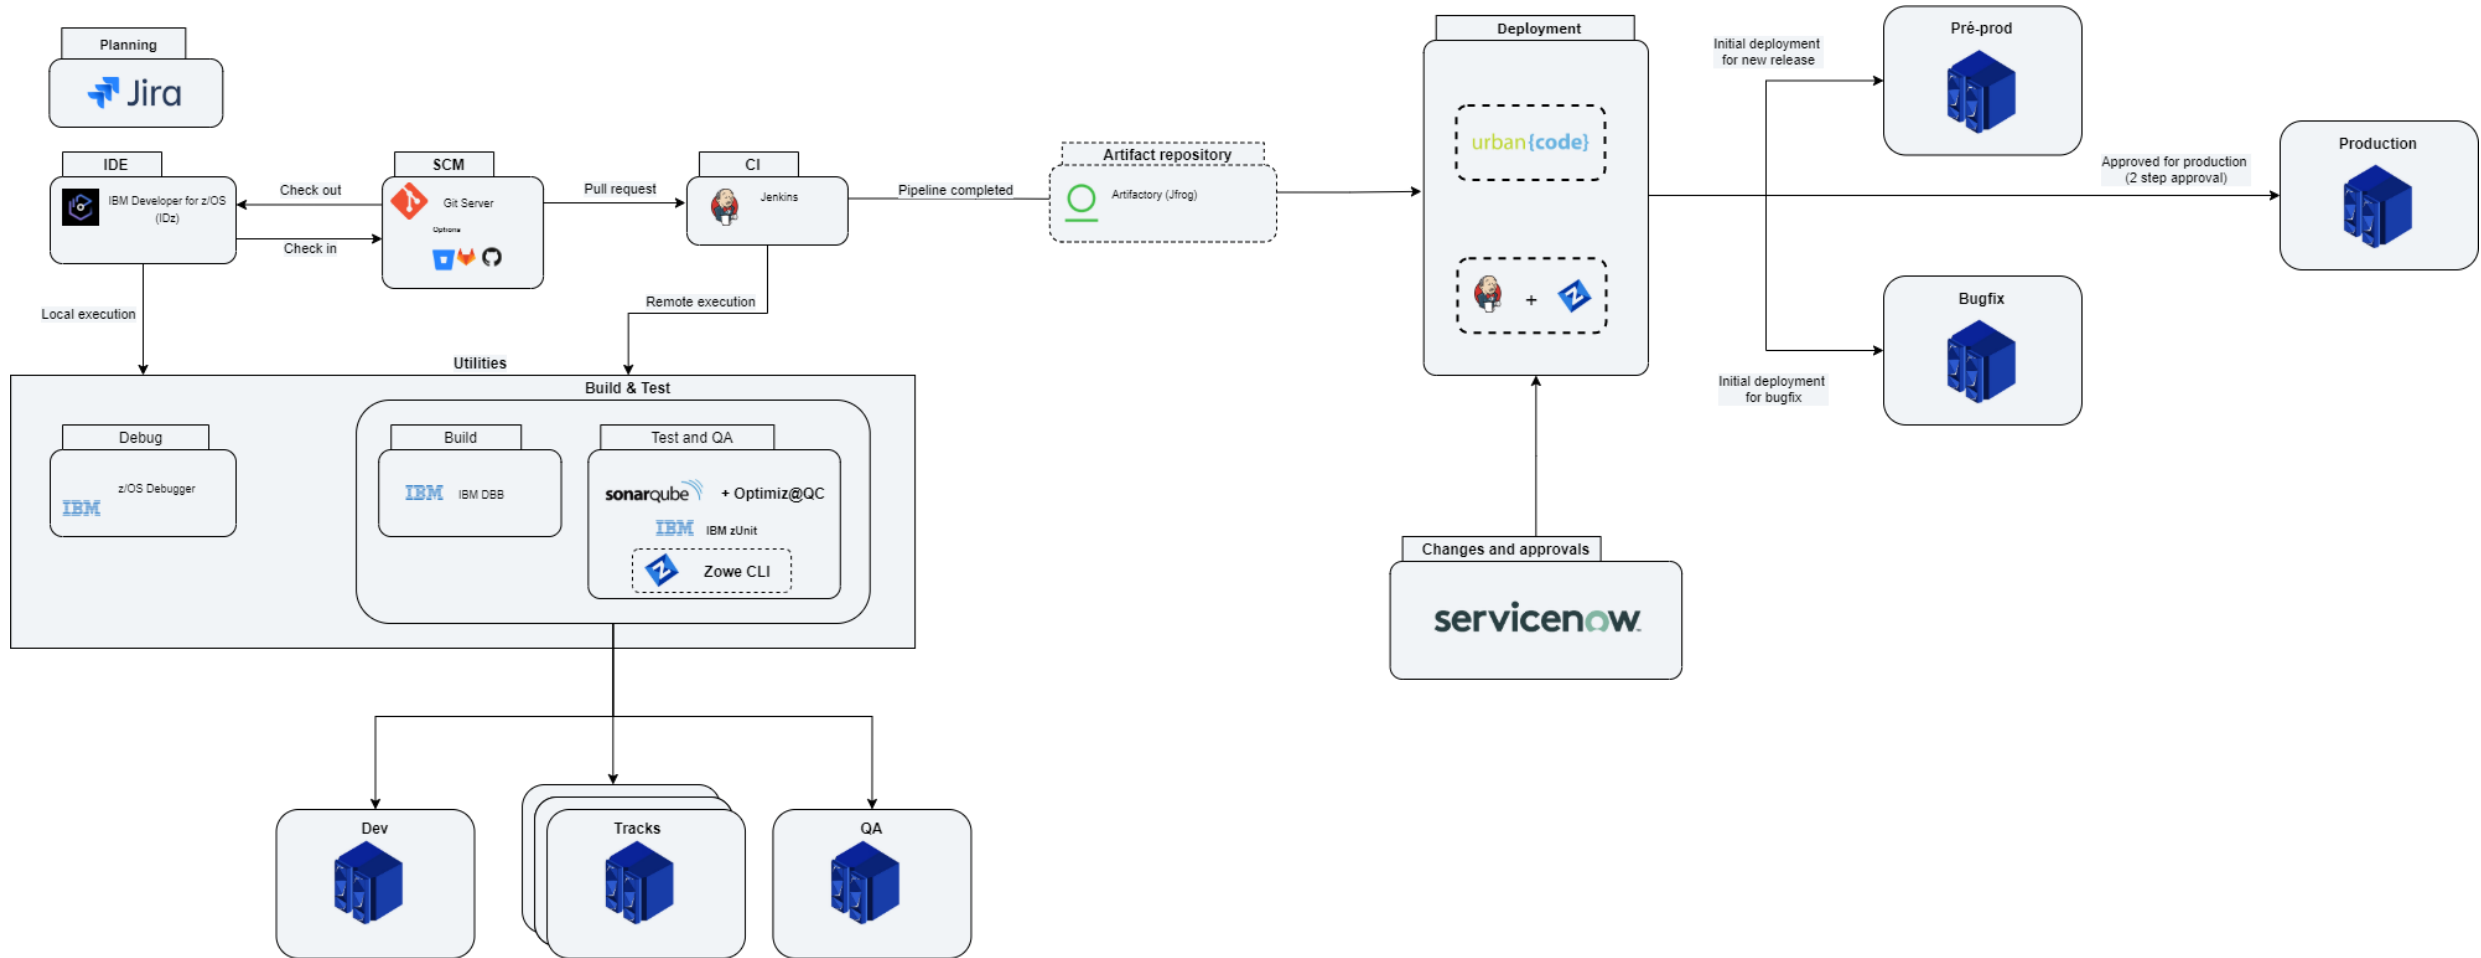 Planning
Jira
IDE
IBM Developer for z/OS
(IDz)
Check out
Check in
SCM
Git Server
Options
Pull request
CI
Jenkins
Pipeline completed
Artifact repository
Artifactory (Jfrog)
Deployment
urban{code}
+
Initial deployment
for new release
Pré-prod
Approved for production
(2 step approval)
Production
Bugfix
Initial deployment
for bugfix
Local execution
Remote execution
Utilities
Build & Test
Debug
z/OS Debugger
IBM
Build
IBM
IBM DBB
Test and QA
sonarqube
+ Optimiz@QC
IBM
IBM zUnit
Zowe CLI
Changes and approvals
servicenow
Dev
Tracks
QA